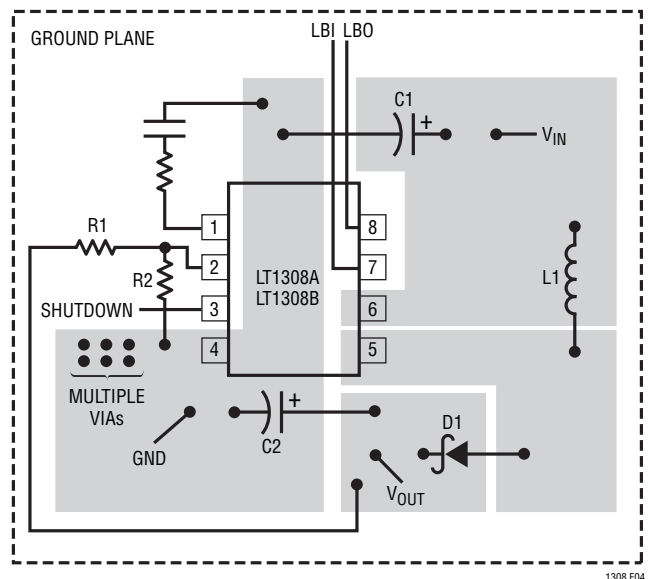 GROUND PLANE
LBI LBO
C1
+
VIN
R1
1
8
2
7
R2
LT1308A
LT1308B
L1
SHUTDOWN
3
6
4
5
MULTIPLE
VIAs
+
D1
GND
C2
VOUT
1308 F04